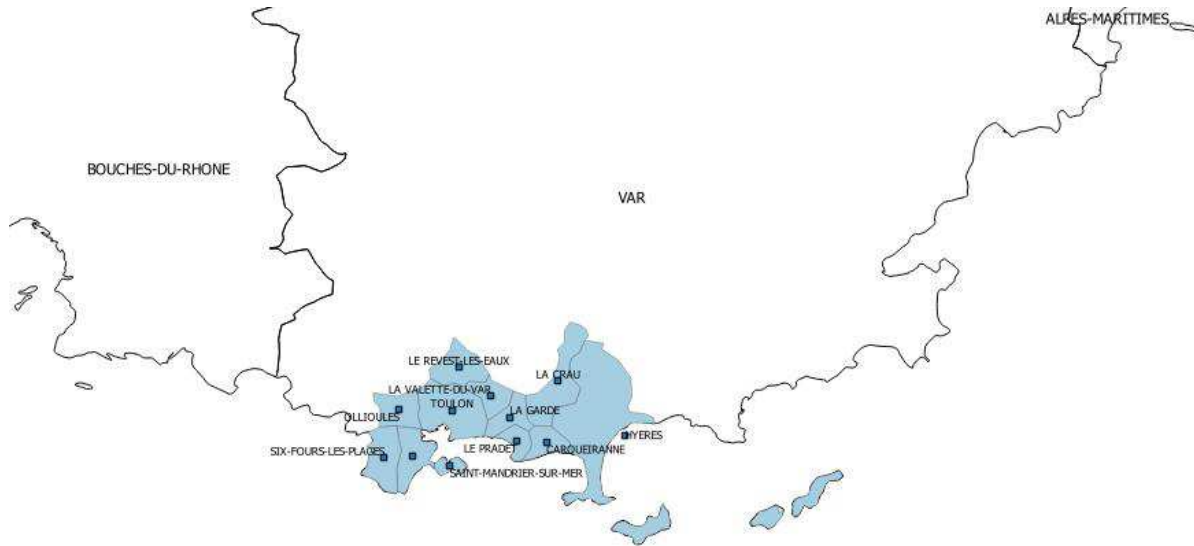 ALPES-MARITIMES
BOUCHES-DU-RHONE
VAR
LE REVEST-LES-EAUX
LA CRAU
LA VALETTE-DU-VAR
TOULON
OLLIOULES
LA GARDE
HYERES
SIX-FOURS-LES-PLAGES
LE PRADET
CARQUEIRANNE
SAINT-MANDRIER-SUR-MER